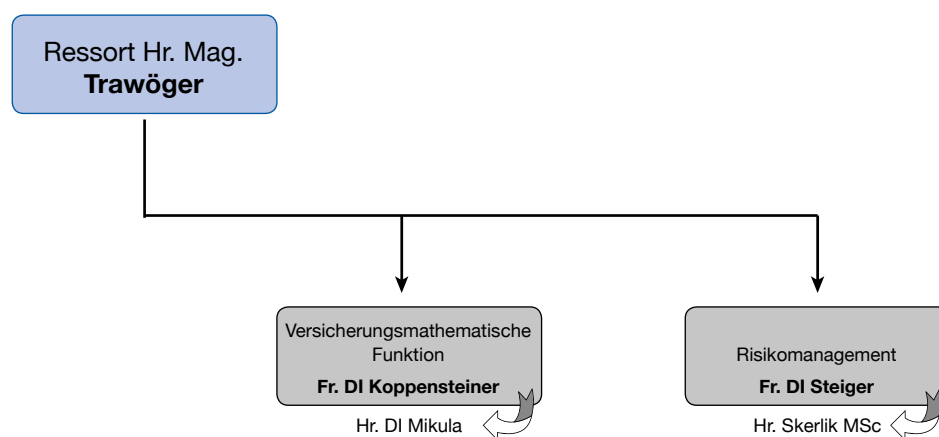 Ressort Hr. Mag.
Trawöger
Versicherungsmathematische
Funktion
Fr. DI Koppensteiner
Hr. DI Mikula
Risikomanagement
Fr. DI Steiger
Hr. Skerlik MSc